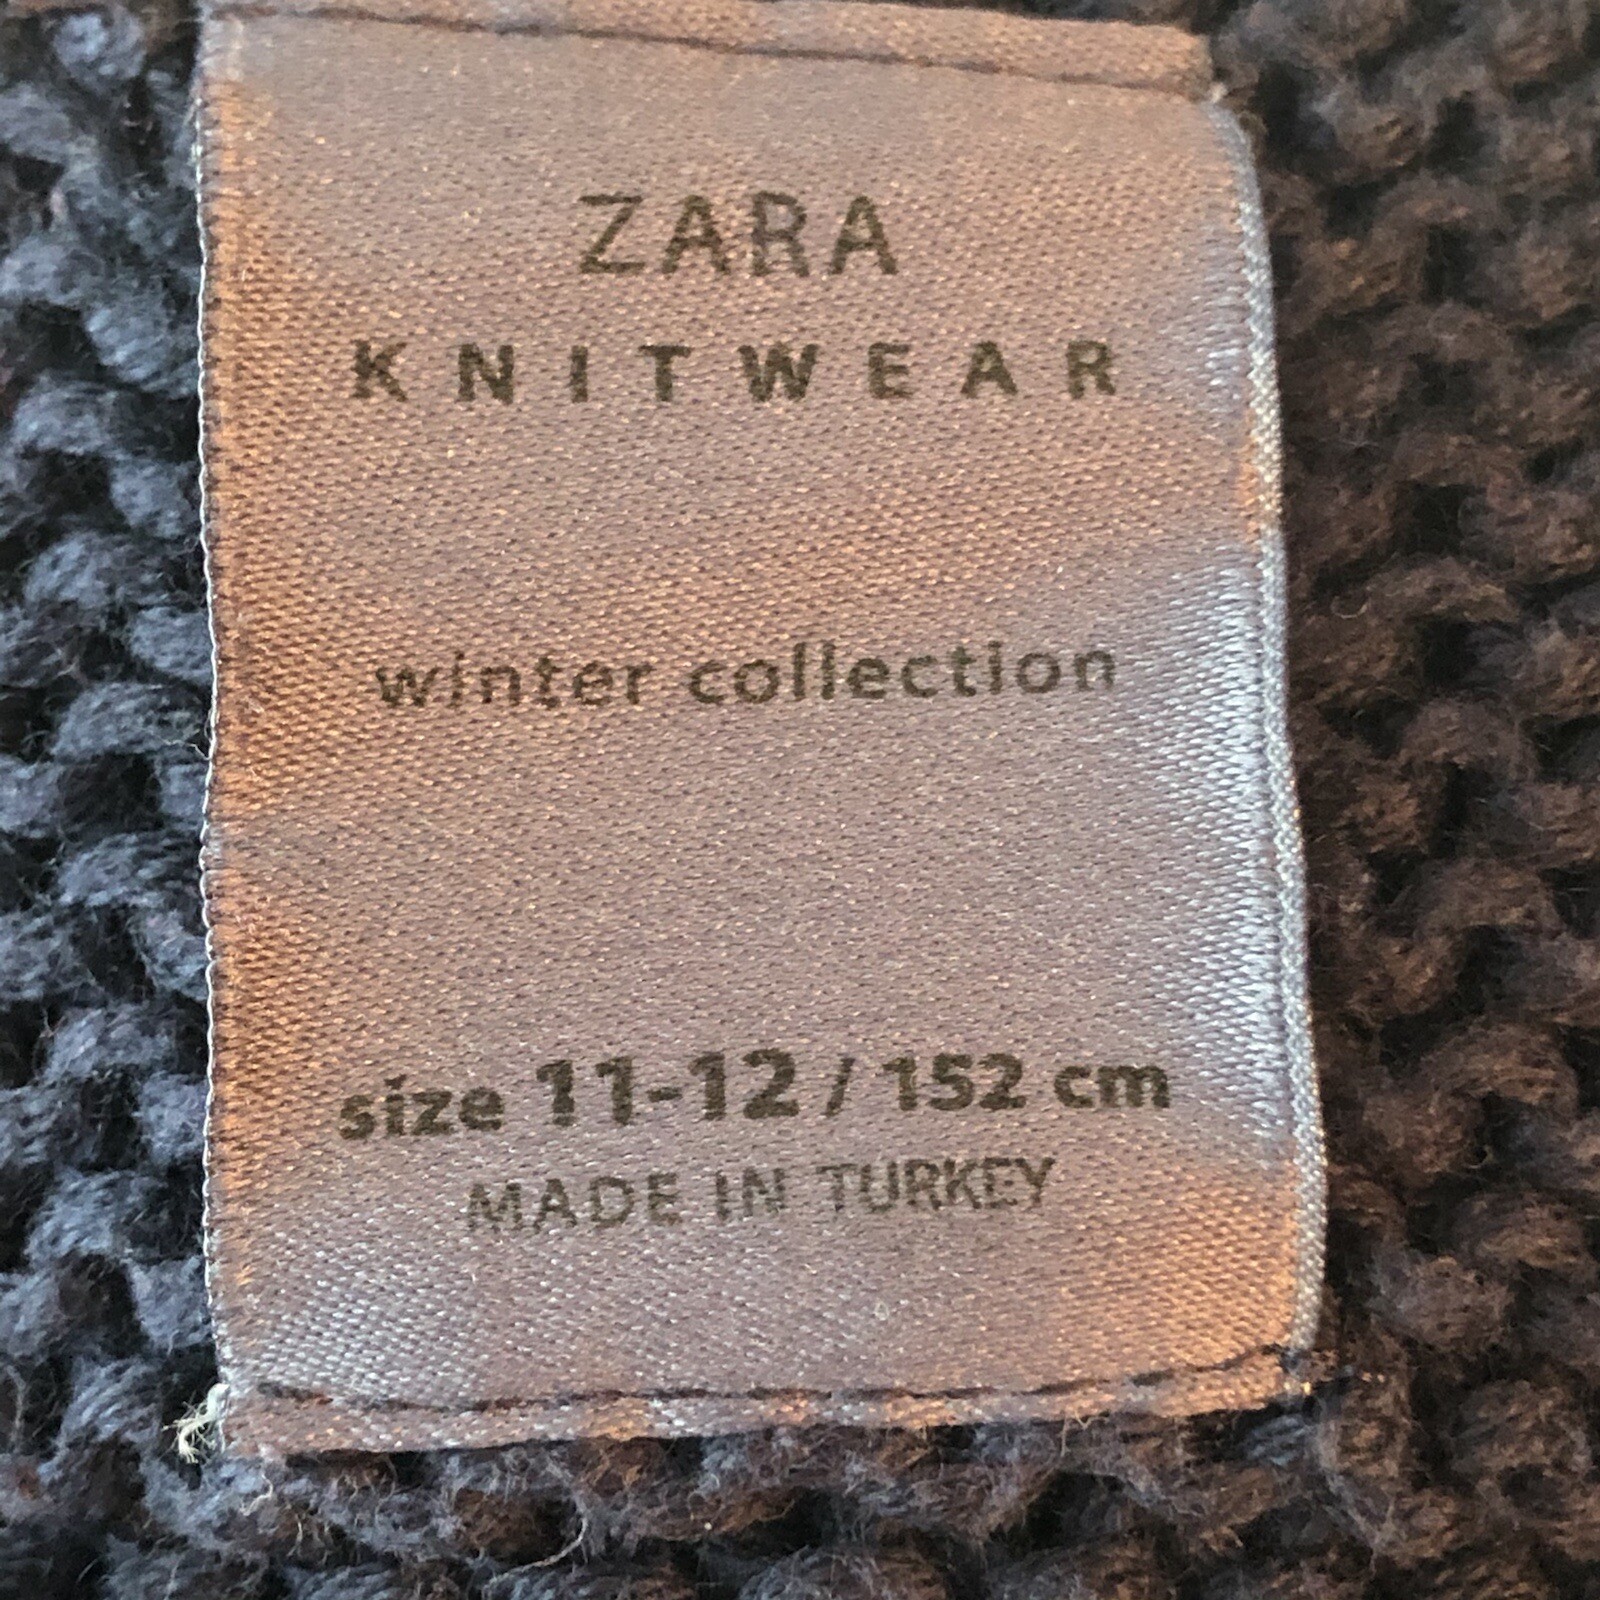 ZARA
KNITWEAR
winter collection
size 11-12 / 152 cm
MADE IN TURKEY